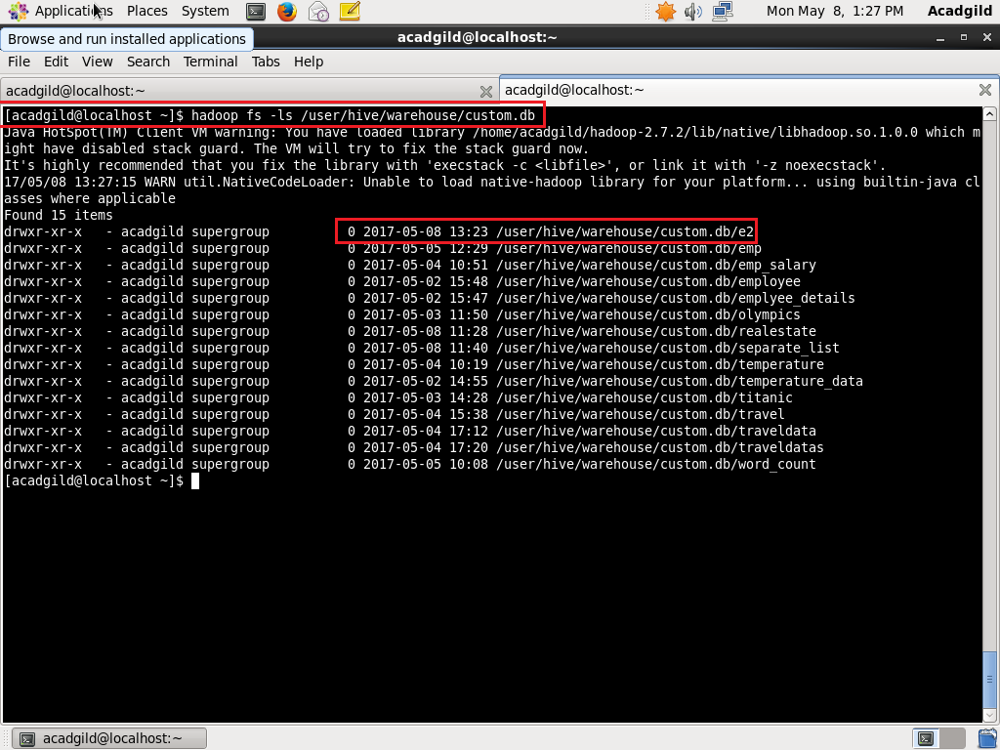 Applications Places System Mon May 8, 1:27 PM Acadgild
Browse and run installed applications
acadgild@localhost:~
File Edit View Search Terminal Tabs Help
acadgild@localhost:~ acadgild@localhost:~
[acadgild@localhost ~]$ hadoop fs -ls /user/hive/warehouse/custom.db
Java HotSpot(TM) Client VM warning: You have loaded library /home/acadgild/hadoop-2.7.2/lib/native/libhadoop.so.1.0.0 which m
ight have disabled stack guard. The VM will try to fix the stack guard now.
It's highly recommended that you fix the library with 'execstack -c <libfile>', or link it with '-z noexecstack'.
17/05/08 13:27:15 WARN util.NativeCodeLoader: Unable to load native-hadoop library for your platform... using builtin-java cl
asses where applicable
Found 15 items
drwxr-xr-x - acadgild supergroup 0 2017-05-08 13:23 /user/hive/warehouse/custom.db/e2
drwxr-xr-x - acadgild supergroup 0 2017-05-05 12:29 /user/hive/warehouse/custom.db/emp
drwxr-xr-x - acadgild supergroup 0 2017-05-04 10:51 /user/hive/warehouse/custom.db/emp_salary
drwxr-xr-x - acadgild supergroup 0 2017-05-02 15:48 /user/hive/warehouse/custom.db/employee
drwxr-xr-x - acadgild supergroup 0 2017-05-02 15:47 /user/hive/warehouse/custom.db/emplyee_details
drwxr-xr-x - acadgild supergroup 0 2017-05-03 11:50 /user/hive/warehouse/custom.db/olympics
drwxr-xr-x - acadgild supergroup 0 2017-05-08 11:28 /user/hive/warehouse/custom.db/realestate
drwxr-xr-x - acadgild supergroup 0 2017-05-08 11:40 /user/hive/warehouse/custom.db/separate_list
drwxr-xr-x - acadgild supergroup 0 2017-05-04 10:19 /user/hive/warehouse/custom.db/temperature
drwxr-xr-x - acadgild supergroup 0 2017-05-02 14:55 /user/hive/warehouse/custom.db/temperature_data
drwxr-xr-x - acadgild supergroup 0 2017-05-03 14:28 /user/hive/warehouse/custom.db/titanic
drwxr-xr-x - acadgild supergroup 0 2017-05-04 15:38 /user/hive/warehouse/custom.db/travel
drwxr-xr-x - acadgild supergroup 0 2017-05-04 17:12 /user/hive/warehouse/custom.db/traveldata
drwxr-xr-x - acadgild supergroup 0 2017-05-04 17:20 /user/hive/warehouse/custom.db/traveldatas
drwxr-xr-x - acadgild supergroup 0 2017-05-05 10:08 /user/hive/warehouse/custom.db/word_count
[acadgild@localhost ~]$
acadgild@localhost:~